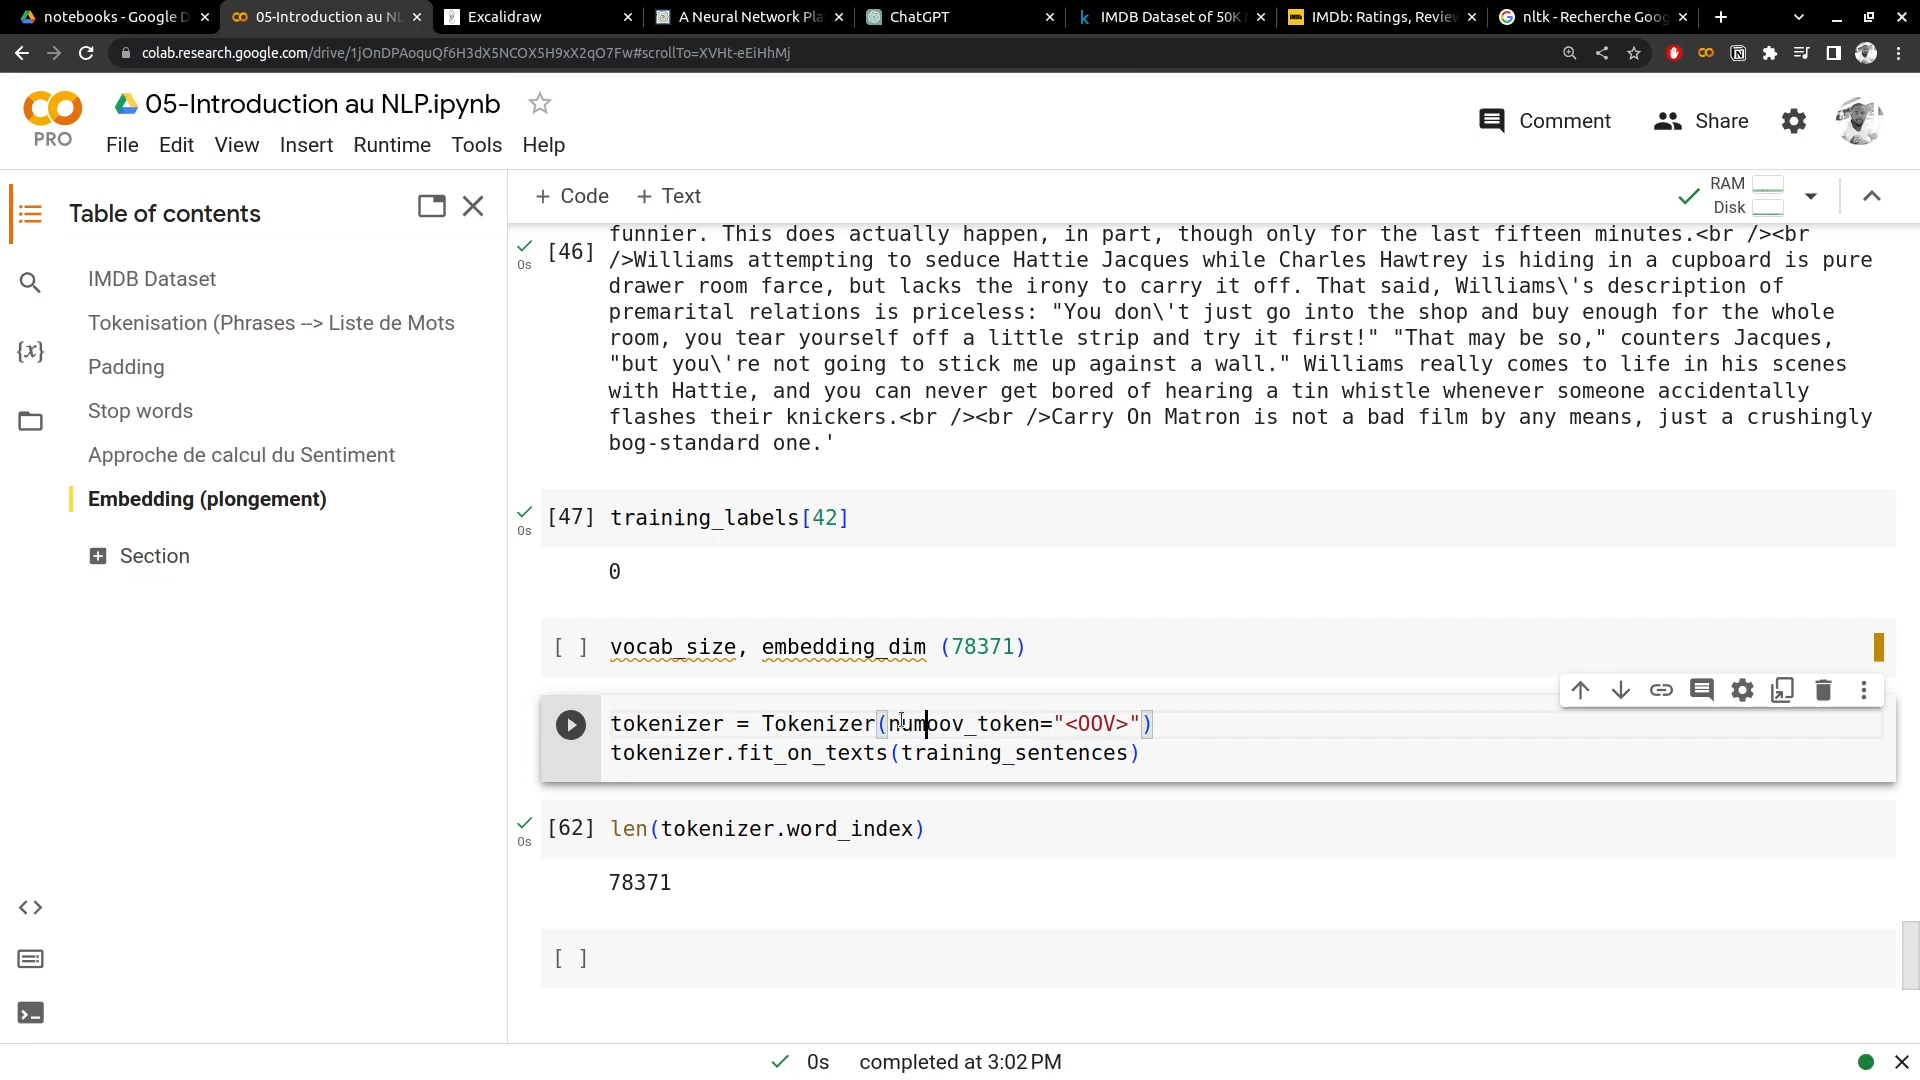 notebooks - Google D
05-Introduction au NL
Excalidraw
A Neural Network Pla
ChatGPT
IMDB Dataset of 50K
IMDb: Ratings, Review
nltk - Recherche Goog
colab.research.google.com/drive/1jOnDPAoquQf6H3dX5NCOX5H9xX2qO7Fw#scrollTo=XVHt-eEiHhMj
PRO
05-Introduction au NLP.ipynb
Comment
Share
File Edit View Insert Runtime Tools Help
Table of contents
+ Code + Text
RAM
Disk
IMDB Dataset
Tokenisation (Phrases --> Liste de Mots
Padding
Stop words
Approche de calcul du Sentiment
Embedding (plongement)
Section
{x}
0s
[46]
funnier. This does actually happen, in part, though only for the last fifteen minutes.<br /><br
/>Williams attempting to seduce Hattie Jacques while Charles Hawtrey is hiding in a cupboard is pure
drawer room farce, but lacks the irony to carry it off. That said, Williams\'s description of
premarital relations is priceless: "You don\'t just go into the shop and buy enough for the whole
room, you tear yourself off a little strip and try it first!" "That may be so," counters Jacques,
"but you\'re not going to stick me up against a wall." Williams really comes to life in his scenes
with Hattie, and you can never get bored of hearing a tin whistle whenever someone accidentally
flashes their knickers.<br /><br />Carry On Matron is not a bad film by any means, just a crushingly
bog-standard one.'
0s
[47] training_labels[42]
0
[ ] vocab_size, embedding_dim (78371)
tokenizer = Tokenizer(numoov_token="<OOV>")
tokenizer.fit_on_texts(training_sentences)
0s
[62] len(tokenizer.word_index)
78371
[ ]
0s completed at 3:02 PM